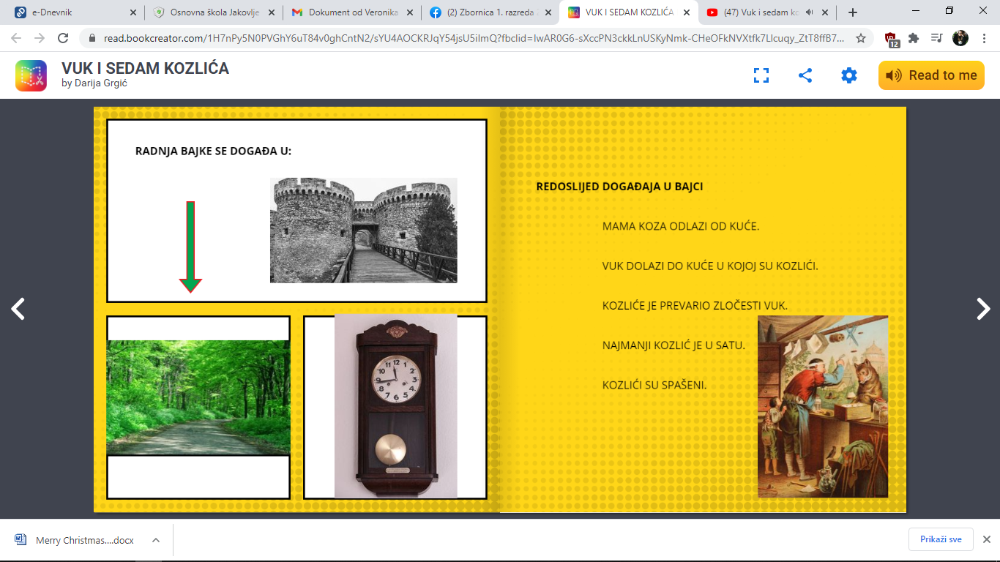 e-Dnevnik
Osnovna škola Jakovlje
Dokument od Veronika
(2) Zbornica 1. razreda
VUK I SEDAM KOZLIĆA
(47) Vuk i sedam ko
read.bookcreator.com/1H7nPy5N0PVGhY6uT84v0ghCntN2/sYU4AOCKRJqY54jsU5iImQ?fbclid=IwAR0G6-sXccPN3ckkLnUSKyNmk-CHeOFkNVXtfk7LIcuqy_ZtT8ffB7...
12
VUK I SEDAM KOZLIĆA
by Darija Grgić
Read to me
RADNJA BAJKE SE DOGAĐA U:
REDOSLIJED DOGAĐAJA U BAJCI
MAMA KOZA ODLAZI OD KUĆE.
VUK DOLAZI DO KUĆE U KOJOJ SU KOZLIĆI.
KOZLIĆE JE PREVARIO ZLOČESTI VUK.
NAJMANJI KOZLIĆ JE U SATU.
KOZLIĆI SU SPAŠENI.
Merry Christmas....docx
Prikaži sve